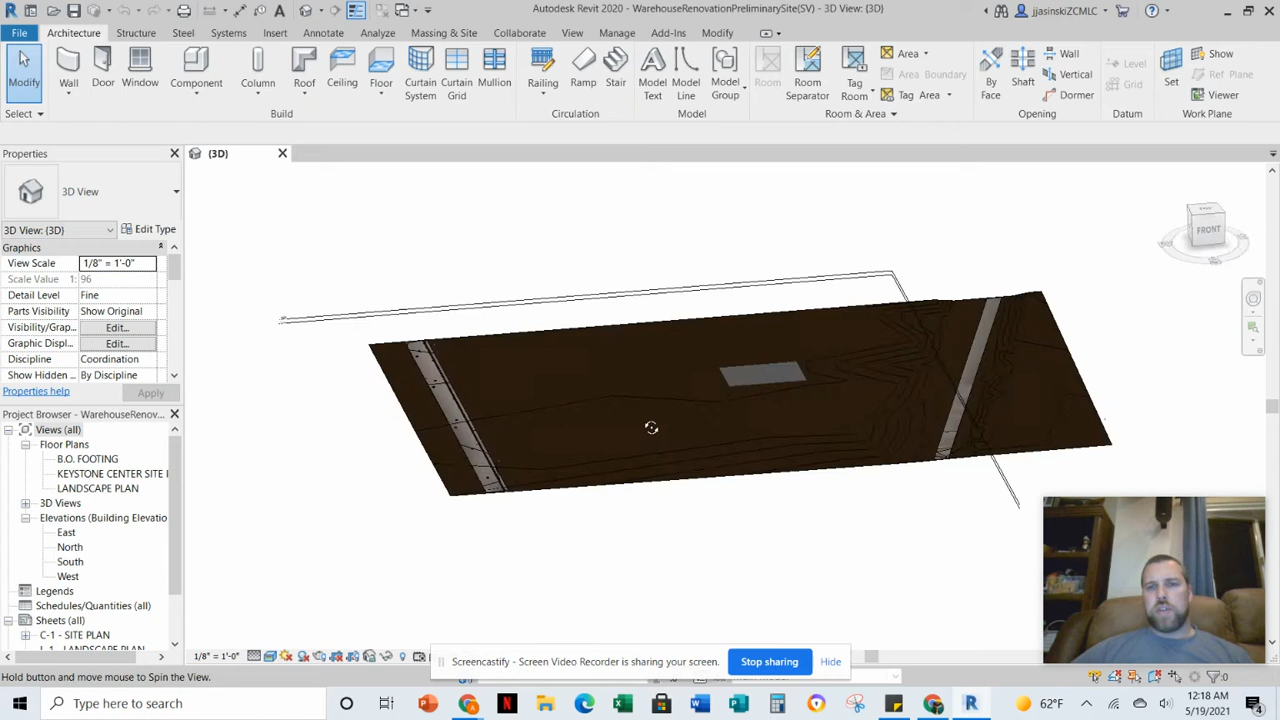 Autodesk Revit 2020 - WarehouseRenovationPreliminarySite(SV) - 3D View: {3D}
jjasinskiZCMLC
File Architecture Structure Steel Systems Insert Annotate Analyze Massing & Site Collaborate View Manage Add-Ins Modify
Modify Wall Door Window Component Column Roof Ceiling Floor Curtain System Curtain Grid Mullion Railing Ramp Stair Model Text Model Line Model Group Room Room Separator Tag Room By Face Shaft Set
Area Wall Level Show
Area Boundary Vertical Grid Ref Plane
Tag Area Dormer Viewer
Select Build Circulation Model Room & Area Opening Datum Work Plane
Properties
{3D}
3D View
3D View: {3D} Edit Type
Graphics
View Scale 1/8" = 1'-0"
Scale Value 1: 96
Detail Level Fine
Parts Visibility Show Original
Visibility/Grap... Edit...
Graphic Displ... Edit...
Discipline Coordination
Show Hidden By Discipline
Properties help Apply
Project Browser - WarehouseRenov...
Views (all)
Floor Plans
B.O. FOOTING
KEYSTONE CENTER SITE
LANDSCAPE PLAN
3D Views
Elevations (Building Elevatio
East
North
South
West
Legends
Schedules/Quantities (all)
Sheets (all)
C-1 - SITE PLAN
L-1 - LANDSCAPE PLAN
FRONT
1/8" = 1'-0"
Screencastify - Screen Video Recorder is sharing your screen. Stop sharing Hide
Hold button and move mouse to Spin the View.
:0
Type here to search
62°F
12:18 AM
5/19/2021
4